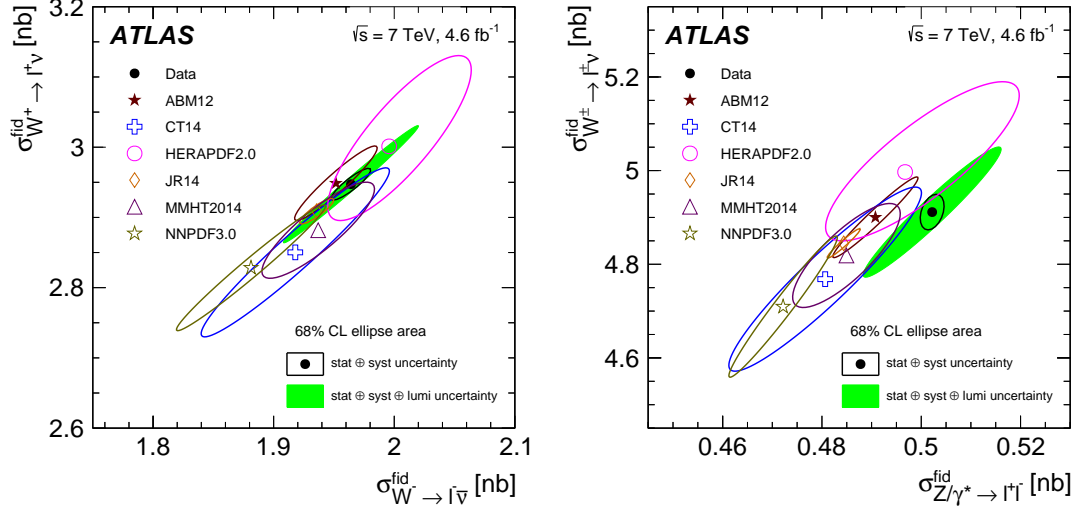 ATLAS
√s = 7 TeV, 4.6 fb⁻¹
Data
ABM12
CT14
HERAPDF2.0
JR14
MMHT2014
NNPDF3.0
68% CL ellipse area
stat ⊕ syst uncertainty
stat ⊕ syst ⊕ lumi uncertainty
σ^fid_W⁺ → l⁺ν [nb]
3.2
3
2.8
2.6
1.8
1.9
2
2.1
σ^fid_W⁻ → l⁻ν̅ [nb]
ATLAS
√s = 7 TeV, 4.6 fb⁻¹
Data
ABM12
CT14
HERAPDF2.0
JR14
MMHT2014
NNPDF3.0
68% CL ellipse area
stat ⊕ syst uncertainty
stat ⊕ syst ⊕ lumi uncertainty
σ^fid_W^± → l^±ν [nb]
5.2
5
4.8
4.6
0.46
0.48
0.5
0.52
σ^fid_Z/γ* → l⁺l⁻ [nb]